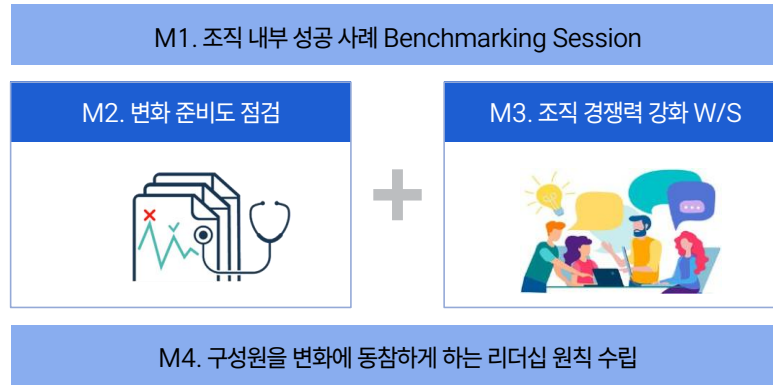 M1. 조직 내부 성공 사례 Benchmarking Session
M2. 변화 준비도 점검
M3. 조직 경쟁력 강화 W/S
M4. 구성원을 변화에 동참하게 하는 리더십 원칙 수립